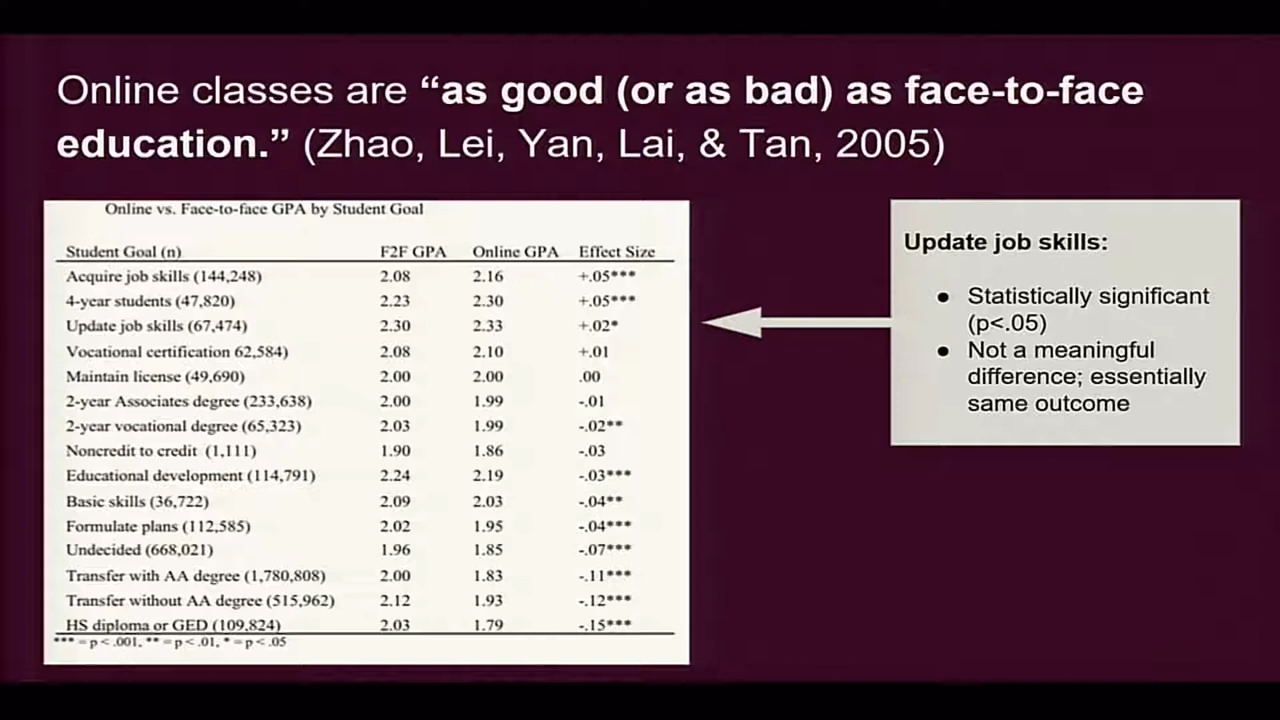 Online classes are “as good (or as bad) as face-to-face
education.” (Zhao, Lei, Yan, Lai, & Tan, 2005)
Online vs. Face-to-face GPA by Student Goal
Student Goal (n) F2F GPA Online GPA Effect Size
Acquire job skills (144,248) 2.08 2.16 +.05***
4-year students (47,820) 2.23 2.30 +.05***
Update job skills (67,474) 2.30 2.33 +.02*
Vocational certification 62,584) 2.08 2.10 +.01
Maintain license (49,690) 2.00 2.00 .00
2-year Associates degree (233,638) 2.00 1.99 -.01
2-year vocational degree (65,323) 2.03 1.99 -.02**
Noncredit to credit (1,111) 1.90 1.86 -.03
Educational development (114,791) 2.24 2.19 -.03***
Basic skills (36,722) 2.09 2.03 -.04**
Formulate plans (112,585) 2.02 1.95 -.04***
Undecided (668,021) 1.96 1.85 -.07***
Transfer with AA degree (1,780,808) 2.00 1.83 -.11***
Transfer without AA degree (515,962) 2.12 1.93 -.12***
HS diploma or GED (109,824) 2.03 1.79 -.15***
*** = p < .001, ** = p < .01, * = p < .05
Update job skills:
● Statistically significant
(p<.05)
● Not a meaningful
difference; essentially
same outcome